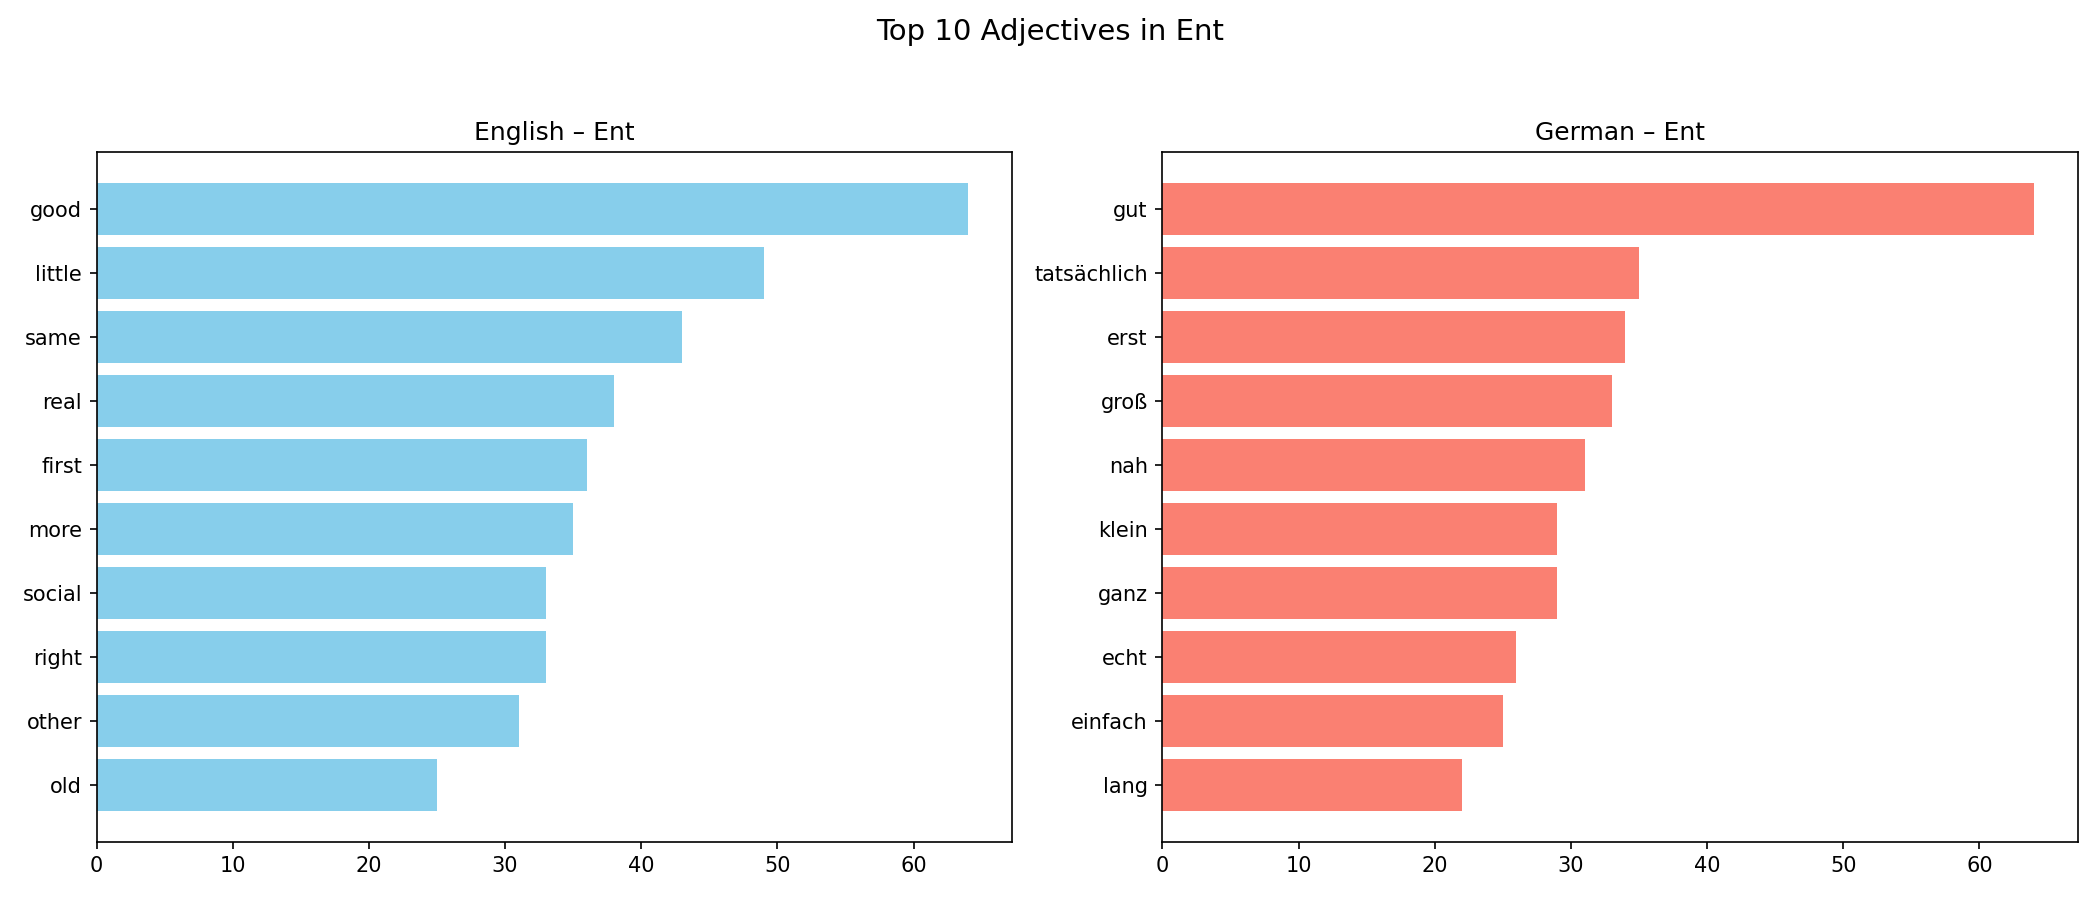 Top 10 Adjectives in Ent
English – Ent
good
little
same
real
first
more
social
right
other
old
0 10 20 30 40 50 60
German – Ent
gut
tatsächlich
erst
groß
nah
klein
ganz
echt
einfach
lang
0 10 20 30 40 50 60